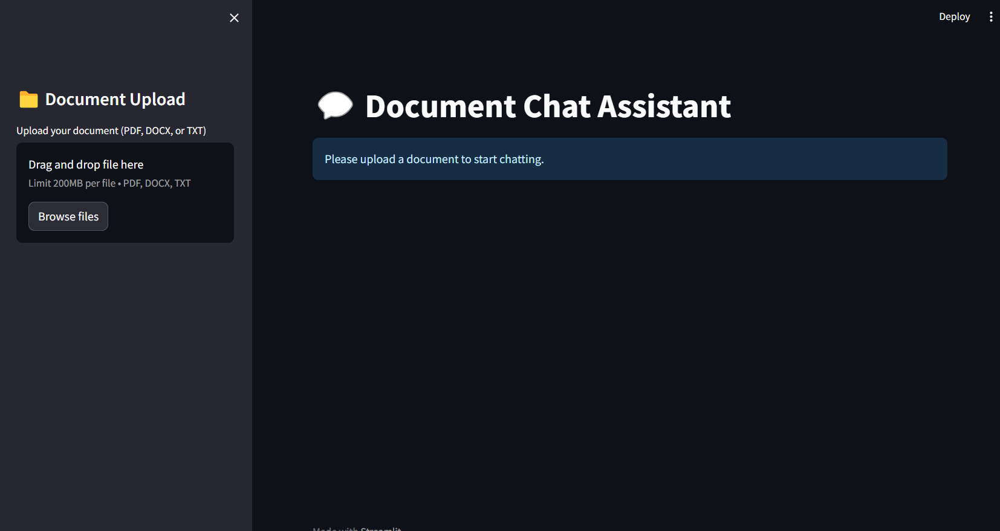 Deploy
Document Upload
Upload your document (PDF, DOCX, or TXT)
Drag and drop file here
Limit 200MB per file • PDF, DOCX, TXT
Browse files
Document Chat Assistant
Please upload a document to start chatting.
Made with Streamlit